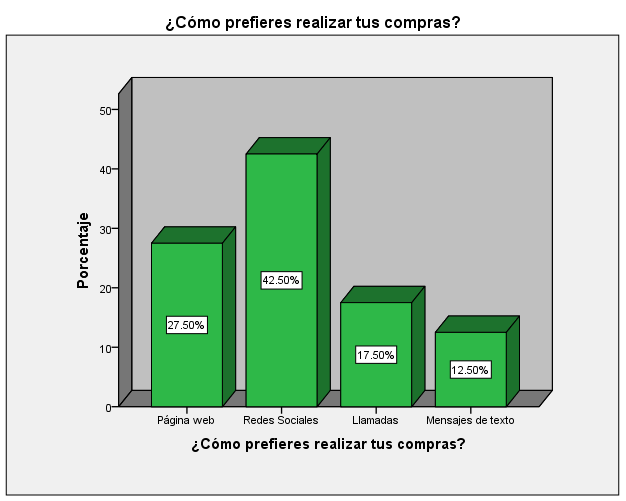 ¿Cómo prefieres realizar tus compras?
Porcentaje
50
40
30
20
10
0
27.50%
42.50%
17.50%
12.50%
Página web
Redes Sociales
Llamadas
Mensajes de texto
¿Cómo prefieres realizar tus compras?